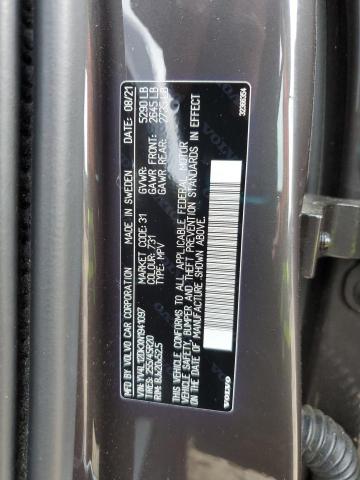 MFD BY VOLVO CAR CORPORATION MADE IN SWEDEN DATE: 08/21
MARKET CODE: 31 GVWR: 5290 LB
COLOUR: 731 GAWR FRONT: 2645 LB
TYPE: MPV GAWR REAR: LB
TIRES: 255/45R20
RIM: 8Jx20x52.5
THIS VEHICLE CONFORMS TO ALL APPLICABLE FEDERAL MOTOR
VEHICLE SAFETY, BUMPER AND THEFT PREVENTION STANDARDS IN EFFECT
ON THE DATE OF MANUFACTURE SHOWN ABOVE.
VOLVO